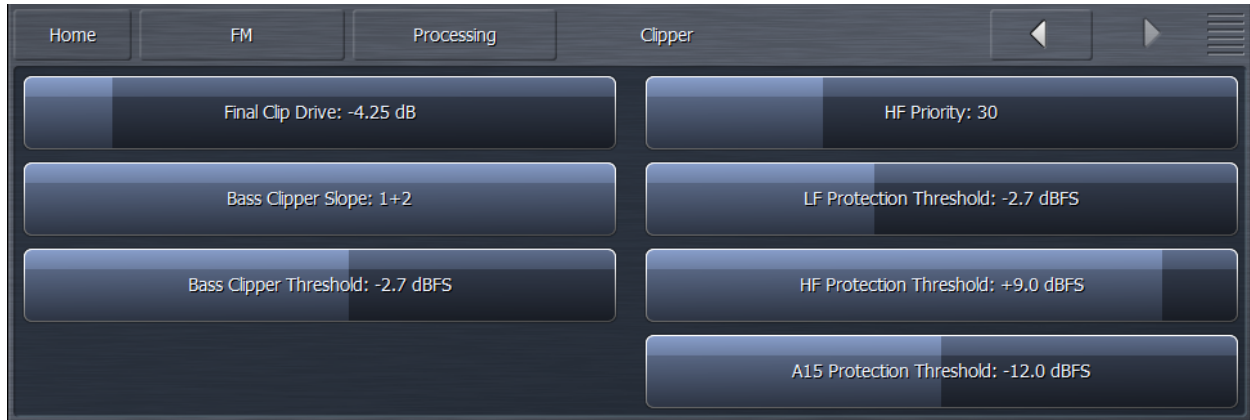 Home
FM
Processing
Clipper
Final Clip Drive: -4.25 dB
HF Priority: 30
Bass Clipper Slope: 1+2
LF Protection Threshold: -2.7 dBFS
Bass Clipper Threshold: -2.7 dBFS
HF Protection Threshold: +9.0 dBFS
A15 Protection Threshold: -12.0 dBFS